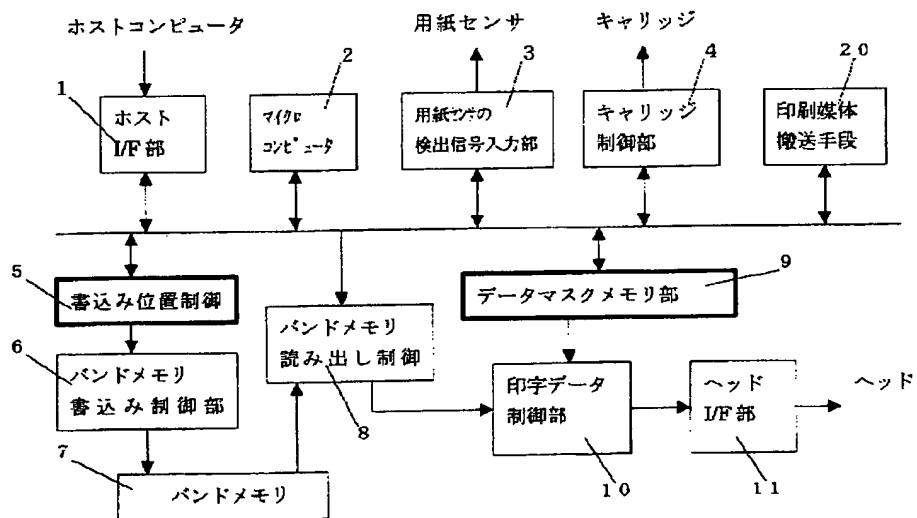 ホストコンピュータ
用紙センサ
キャリッジ
1
2
3
4
20
ホスト
I/F部
マイクロ
コンピュータ
用紙センサの
検出信号入力部
キャリッジ
制御部
印刷媒体
搬送手段
5
書込み位置制御
9
データマスクメモリ部
6
バンドメモリ
書込み制御部
バンドメモリ
読み出し制御
8
印字データ
制御部
10
ヘッド
I/F部
11
ヘッド
7
バンドメモリ